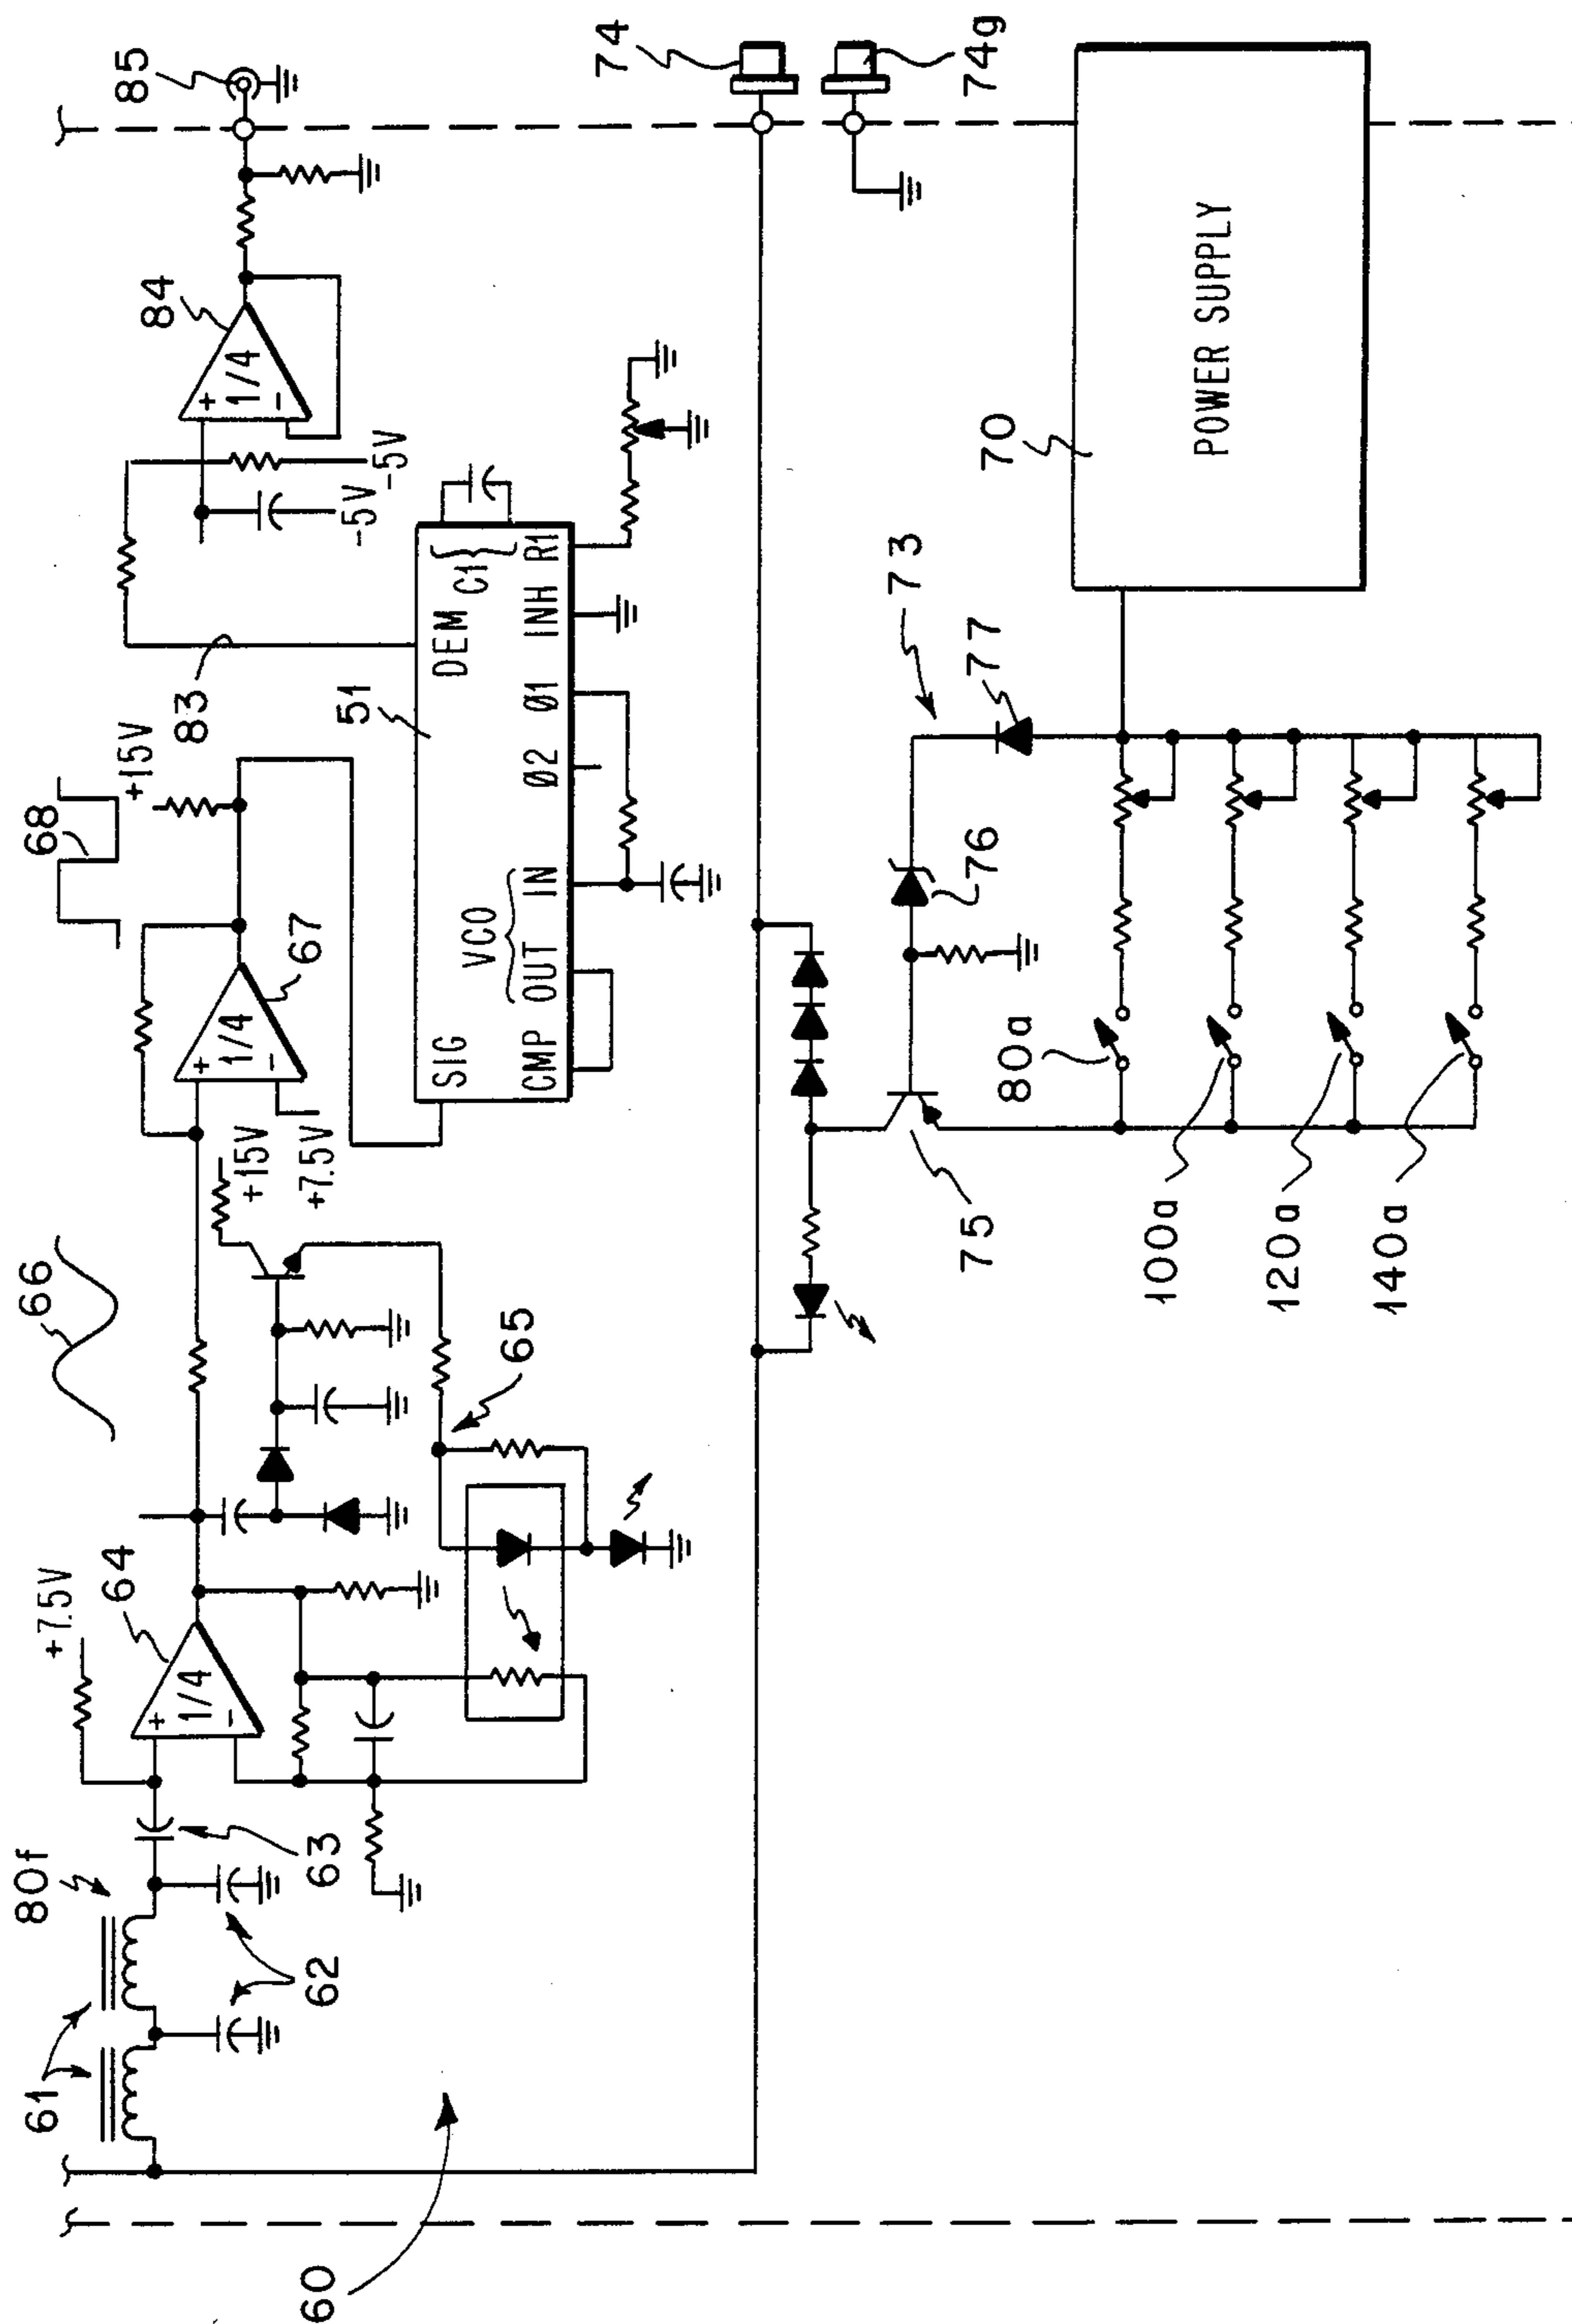 60
61
80f
62
63
+7.5V
64
+
1/4
−
65
66
+15V
+7.5V
+
1/4
−
67
68
+15V
83
51
SIG
DEM
C1
VCO
CMP
OUT
IN
Ø2
Ø1
INH
R1
-5V
-5V
+
1/4
−
84
85
74
74g
73
75
76
77
70
POWER SUPPLY
80a
100a
120a
140a